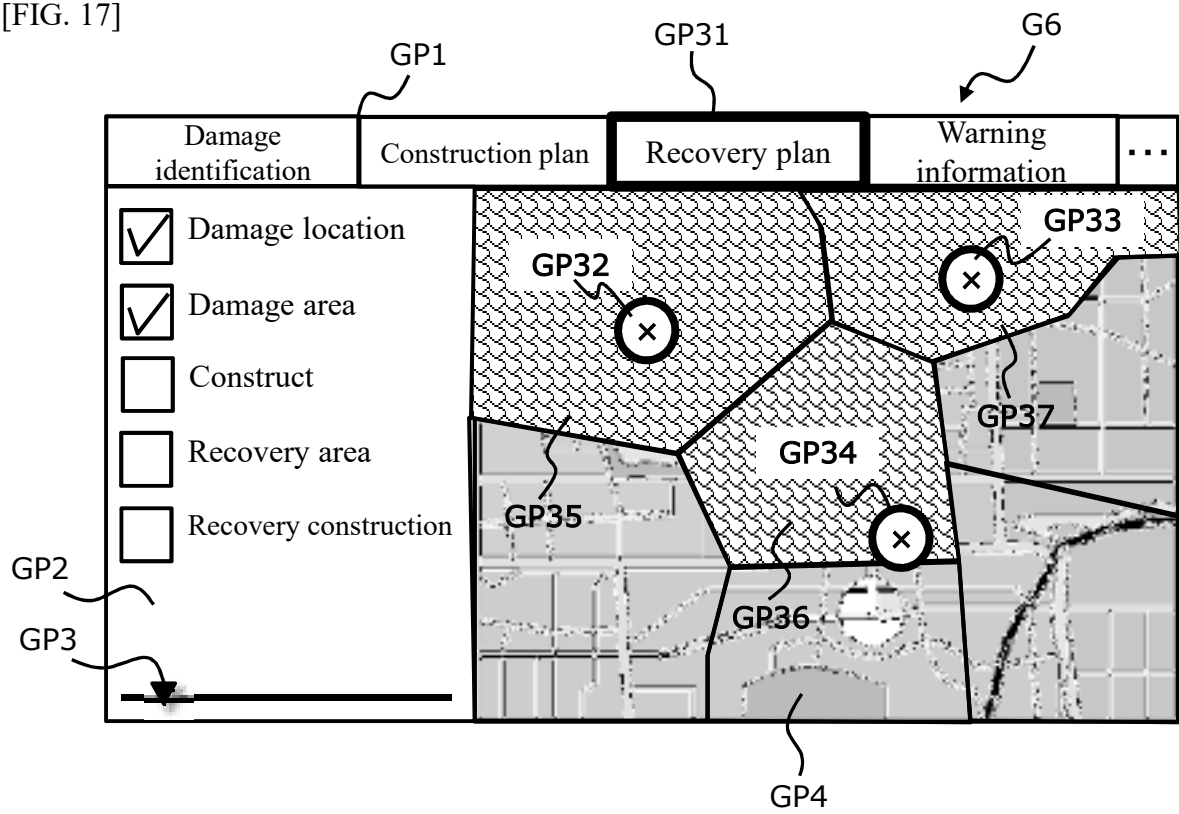 [FIG. 17]
GP1
GP31
G6
Damage
identification
Construction plan
Recovery plan
Warning
information
...
Damage location
Damage area
Construct
Recovery area
Recovery construction
GP32
GP33
GP37
GP34
GP35
GP36
GP2
GP3
GP4